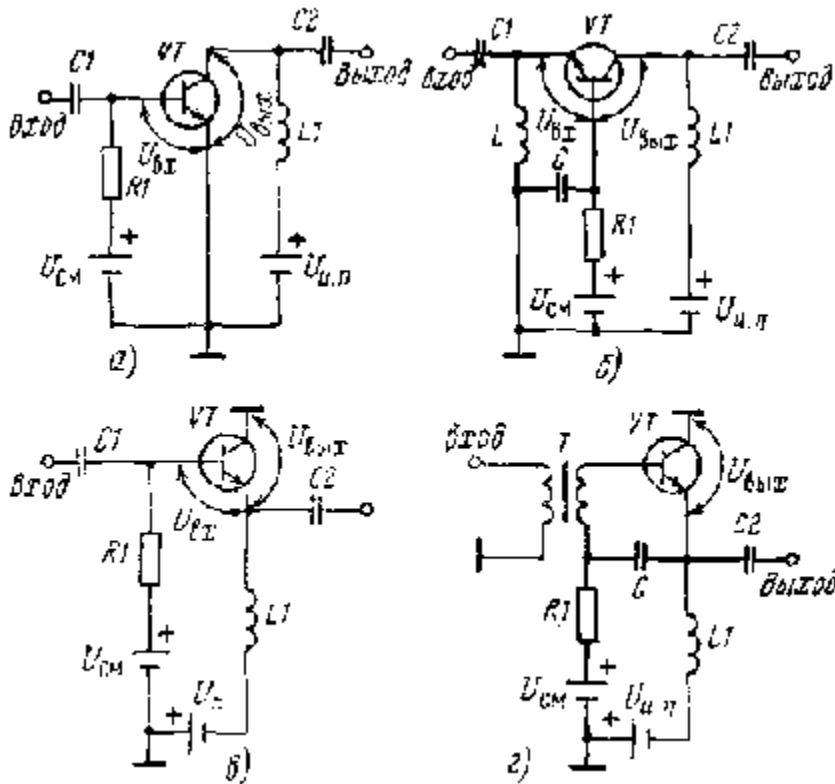 C1
VT
C2
Вход
Выход
Uвх
Uвых
R1
L1
Uсм
+
Uи.п
+
а)
C1
VT
C2
Вход
Выход
L
Uвх
Uвых
L1
C
R1
+
Uсм
+
Uи.п
б)
C1
VT
Uвых
Вход
C2
Uвх
R1
L1
+
Uсм
+
в)
Вход
T
VT
Uвых
C2
C
Выход
R1
L1
+
Uсм
+
Uи.п
г)